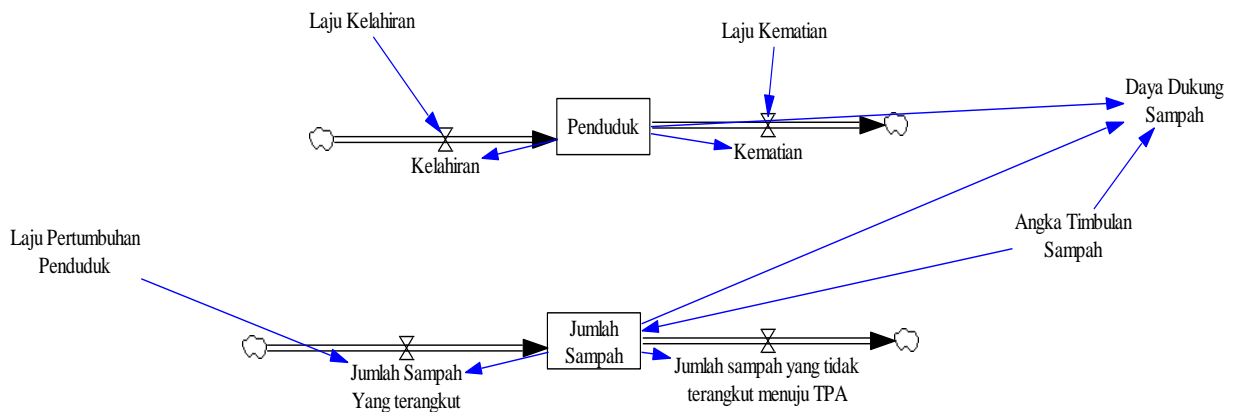 Laju Kelahiran
Laju Kematian
Daya Dukung
Sampah
Penduduk
Kelahiran
Kematian
Angka Timbulan
Sampah
Laju Pertumbuhan
Penduduk
Jumlah
Sampah
Jumlah Sampah
Yang terangkut
Jumlah sampah yang tidak
terangkut menuju TPA